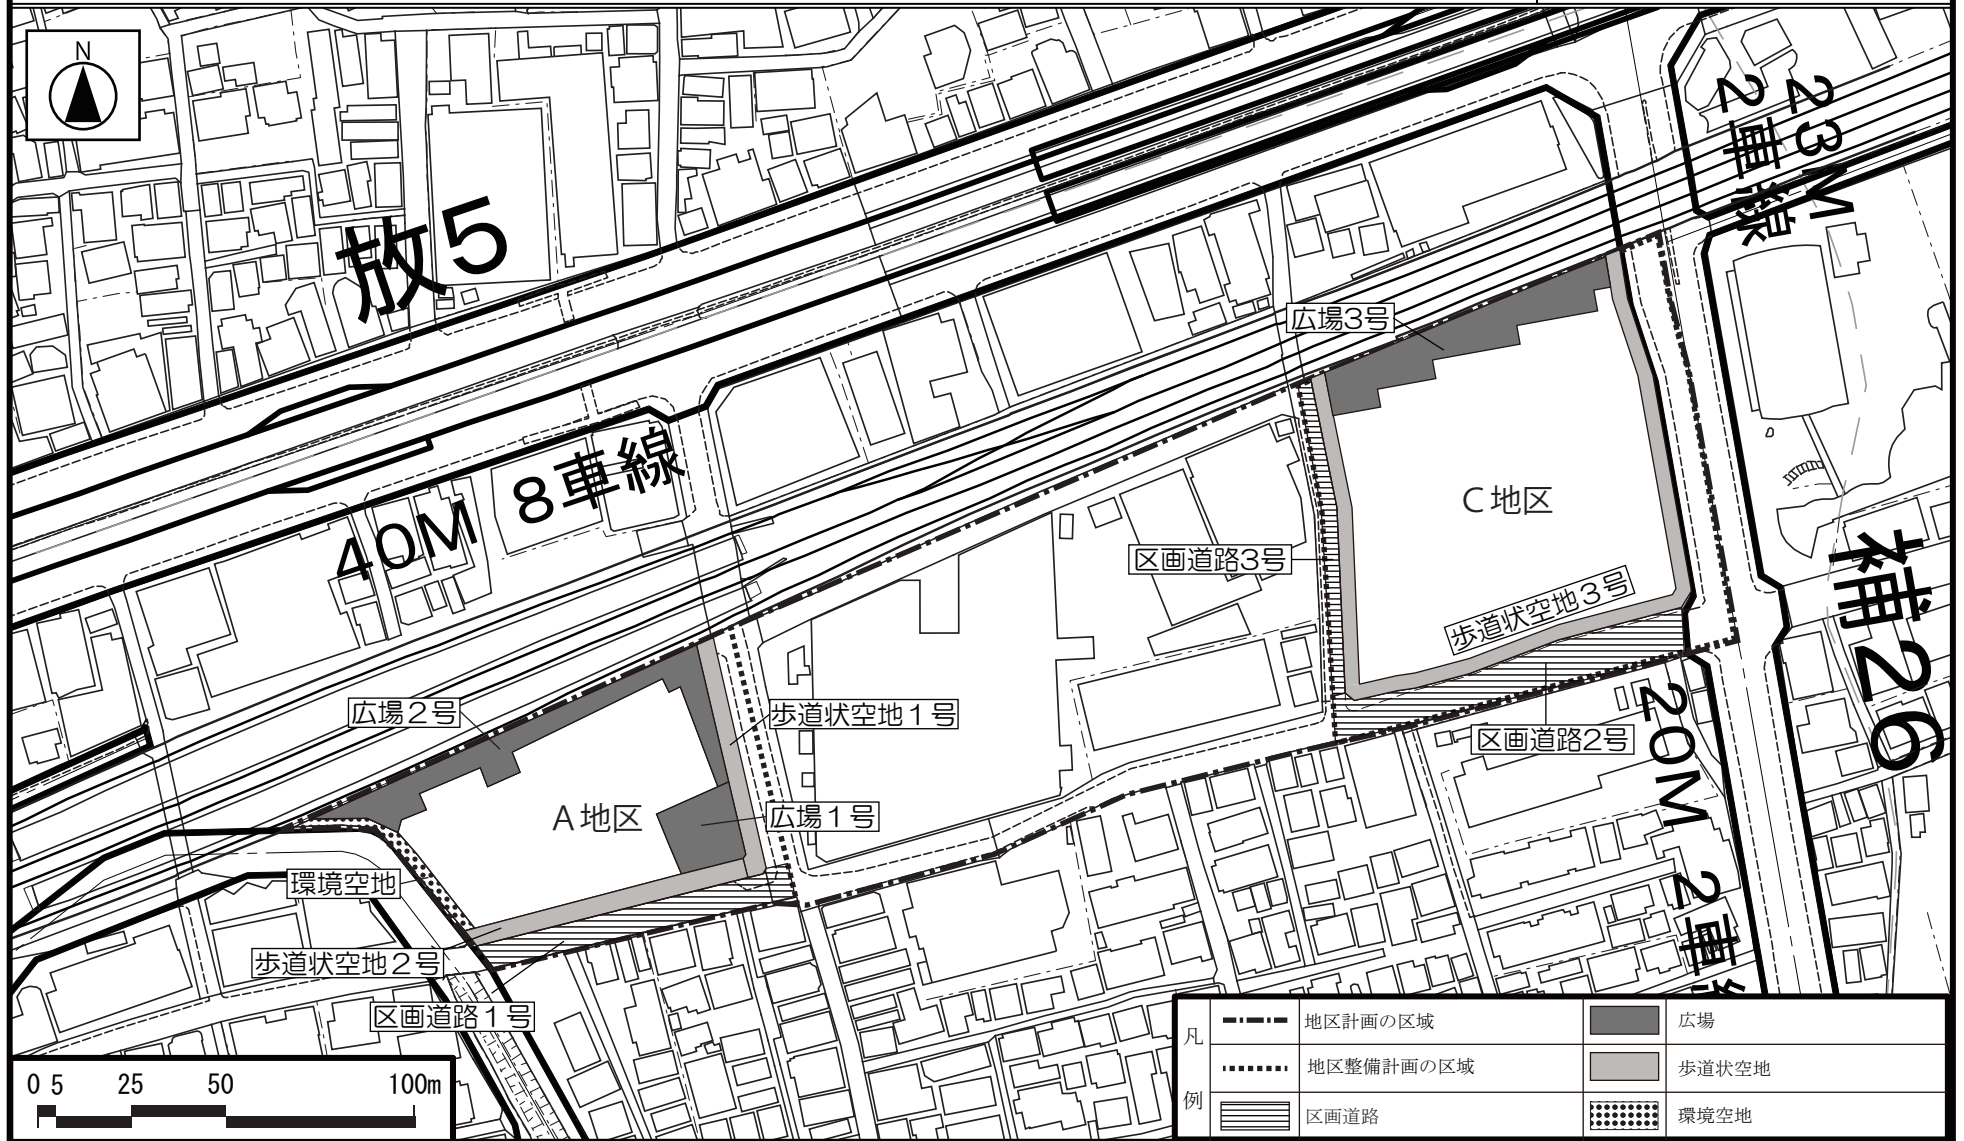 N
放5
23M
2車線
広場3号
8車線
40M
C地区
区画道路3号
歩道状空地3号
補26
広場2号
歩道状空地1号
20M 2車線
区画道路2号
A地区
広場1号
環境空地
歩道状空地2号
区画道路1号
凡例
地区計画の区域
広場
地区整備計画の区域
歩道状空地
区画道路
環境空地
0 5 25 50 100m